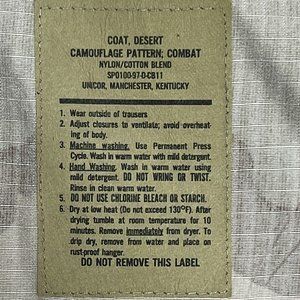 COAT, DESERT
CAMOUFLAGE PATTERN; COMBAT
NYLON/COTTON BLEND
SPO100-97-D-CB11
UNICOR, MANCHESTER, KENTUCKY
1. Wear outside of trousers
2. Adjust closures to ventilate; avoid overheat
ing of body.
3. Machine washing. Use Permanent Press
Cycle. Wash in warm water with mild detergent.
4. Hand Washing. Wash in warm water using
mild detergent. DO NOT WRING OR TWIST.
Rinse in clean warm water.
5. DO NOT USE CHLORINE BLEACH OR STARCH.
6. Dry at low heat (Do not exceed 130°F). After
drying tumble at room temperature for 10
minutes. Remove immediately from dryer. To
drip dry, remove from water and place on
rust-proof hanger.
DO NOT REMOVE THIS LABEL